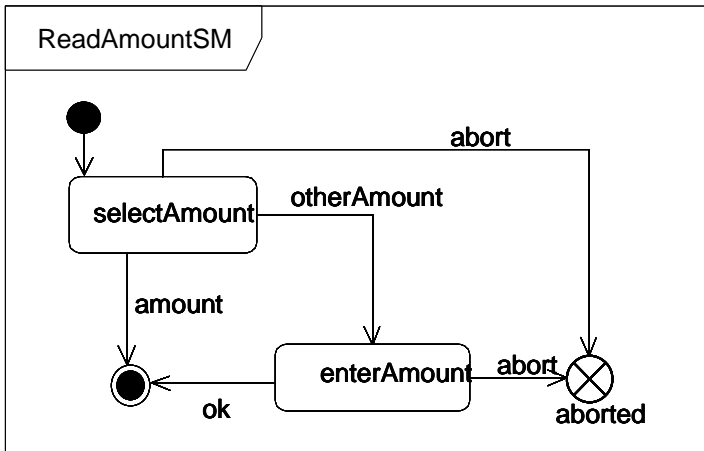 ReadAmountSM
abort
otherAmount
selectAmount
amount
enterAmount
abort
ok
aborted